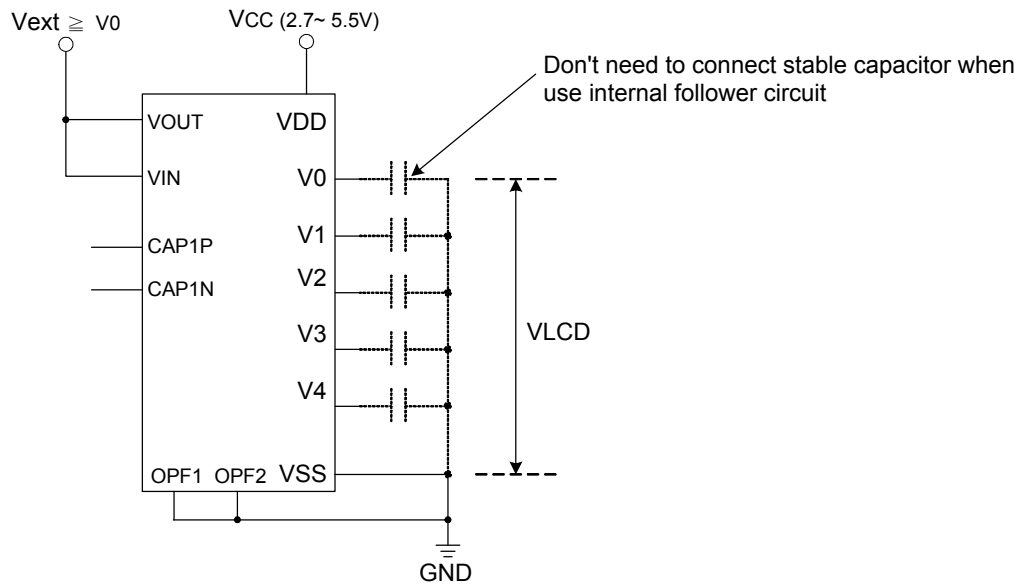 Vext ≧ V0
VCC (2.7~ 5.5V)
Don't need to connect stable capacitor when
use internal follower circuit
VOUT
VDD
VIN
V0
V1
CAP1P
V2
CAP1N
V3
VLCD
V4
OPF1 OPF2 VSS
GND